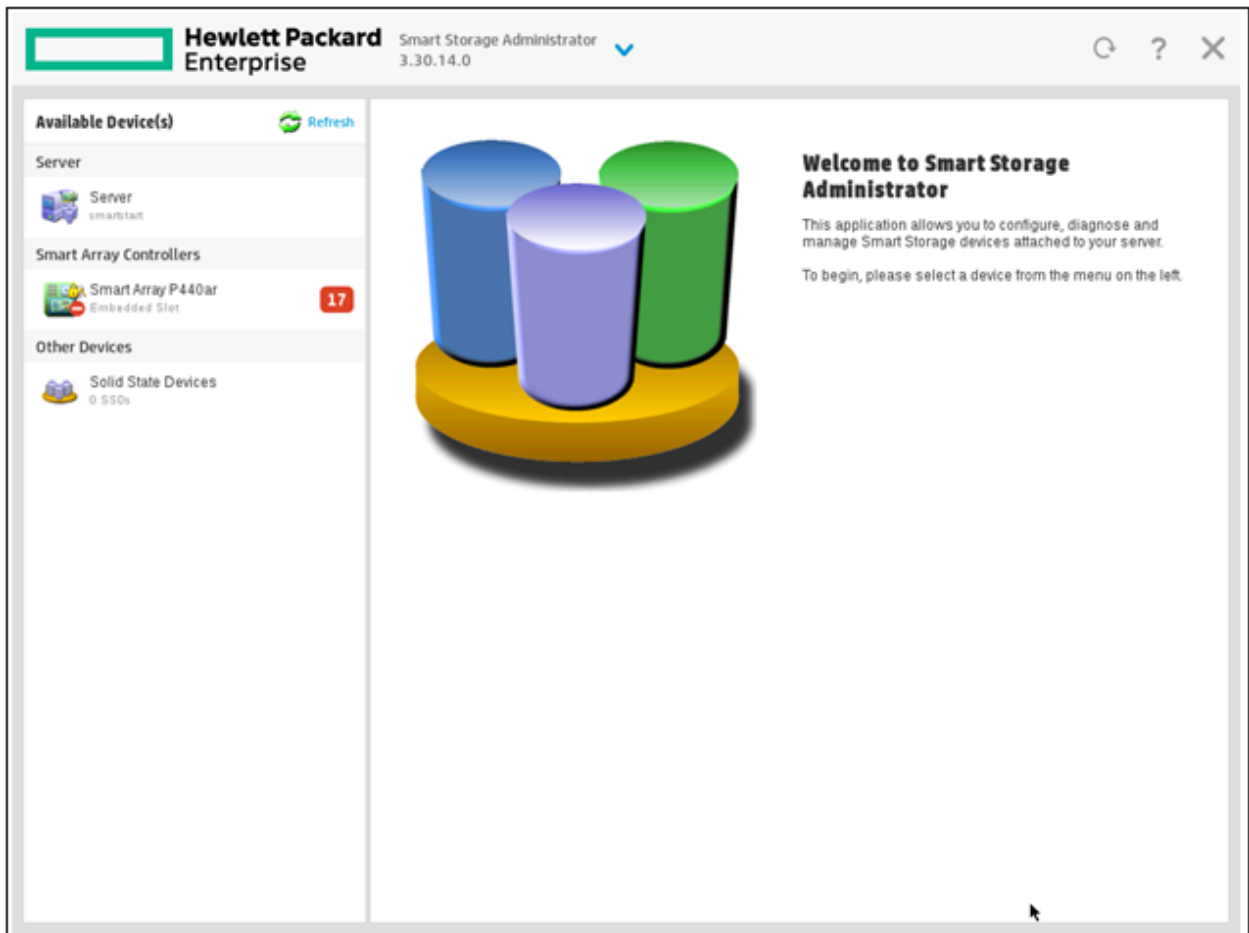 Hewlett Packard
Enterprise
Smart Storage Administrator
3.30.14.0
?
Available Device(s)
Refresh
Server
Server
smartstart
Smart Array Controllers
Smart Array P440ar
Embedded Slot
17
Other Devices
Solid State Devices
0 SSDs
Welcome to Smart Storage
Administrator
This application allows you to configure, diagnose and
manage Smart Storage devices attached to your server.
To begin, please select a device from the menu on the left.